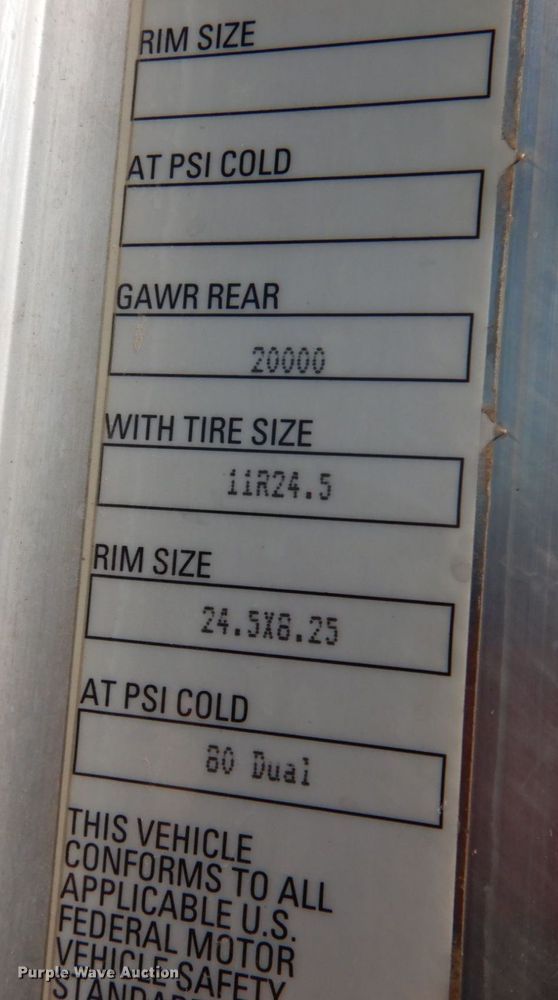 RIM SIZE
AT PSI COLD
GAWR REAR
20000
WITH TIRE SIZE
11R24.5
RIM SIZE
24.5X8.25
AT PSI COLD
80 Dual
THIS VEHICLE
CONFORMS TO ALL
APPLICABLE U.S.
FEDERAL MOTOR
VEHICLE SAFETY
Purple Wave Auction